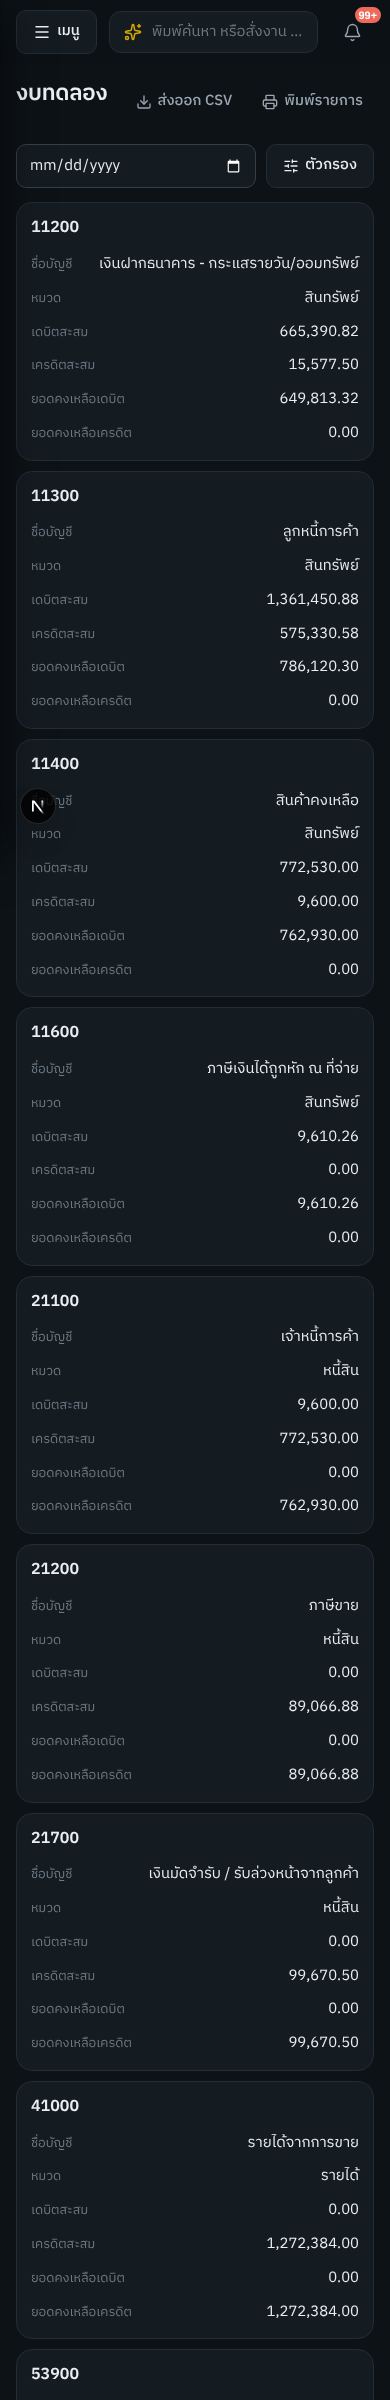 เมนู
พิมพ์ค้นหา หรือสั่งงาน ...
99+
งบทดลอง
ส่งออก CSV
พิมพ์รายการ
mm/dd/yyyy
ตัวกรอง
11200
ชื่อบัญชี เงินฝากธนาคาร - กระแสรายวัน/ออมทรัพย์
หมวด สินทรัพย์
เดบิตสะสม 665,390.82
เครดิตสะสม 15,577.50
ยอดคงเหลือเดบิต 649,813.32
ยอดคงเหลือเครดิต 0.00
11300
ชื่อบัญชี ลูกหนี้การค้า
หมวด สินทรัพย์
เดบิตสะสม 1,361,450.88
เครดิตสะสม 575,330.58
ยอดคงเหลือเดบิต 786,120.30
ยอดคงเหลือเครดิต 0.00
11400
สินค้าคงเหลือ
หมวด สินทรัพย์
เดบิตสะสม 772,530.00
เครดิตสะสม 9,600.00
ยอดคงเหลือเดบิต 762,930.00
ยอดคงเหลือเครดิต 0.00
11600
ชื่อบัญชี ภาษีเงินได้ถูกหัก ณ ที่จ่าย
หมวด สินทรัพย์
เดบิตสะสม 9,610.26
เครดิตสะสม 0.00
ยอดคงเหลือเดบิต 9,610.26
ยอดคงเหลือเครดิต 0.00
21100
ชื่อบัญชี เจ้าหนี้การค้า
หมวด หนี้สิน
เดบิตสะสม 9,600.00
เครดิตสะสม 772,530.00
ยอดคงเหลือเดบิต 0.00
ยอดคงเหลือเครดิต 762,930.00
21200
ชื่อบัญชี ภาษีขาย
หมวด หนี้สิน
เดบิตสะสม 0.00
เครดิตสะสม 89,066.88
ยอดคงเหลือเดบิต 0.00
ยอดคงเหลือเครดิต 89,066.88
21700
ชื่อบัญชี เงินมัดจำรับ / รับล่วงหน้าจากลูกค้า
หมวด หนี้สิน
เดบิตสะสม 0.00
เครดิตสะสม 99,670.50
ยอดคงเหลือเดบิต 0.00
ยอดคงเหลือเครดิต 99,670.50
41000
ชื่อบัญชี รายได้จากการขาย
หมวด รายได้
เดบิตสะสม 0.00
เครดิตสะสม 1,272,384.00
ยอดคงเหลือเดบิต 0.00
ยอดคงเหลือเครดิต 1,272,384.00
53900